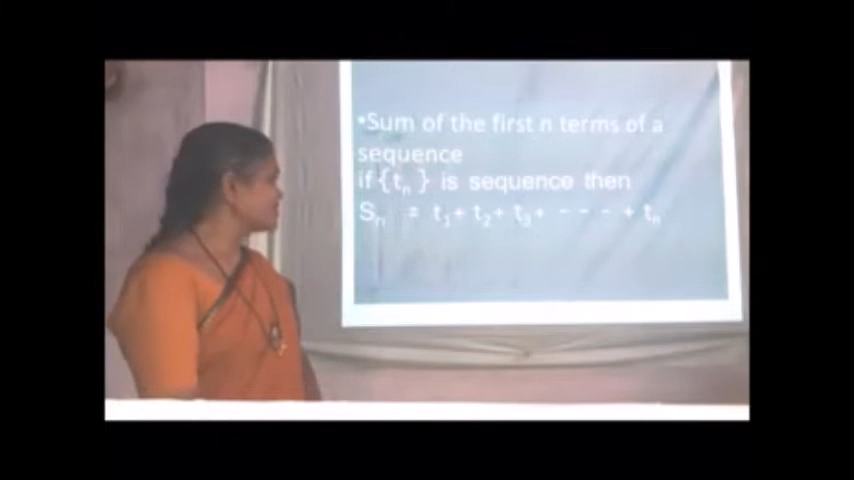 •Sum of the first n terms of a
sequence
if {tₙ } is sequence then
Sₙ = t₁+ t₂+ t₃+ - - - + tₙ